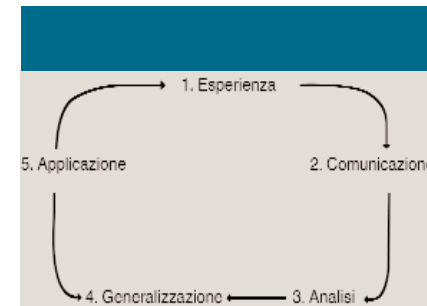 1. Esperienza
2. Comunicazione
3. Analisi
4. Generalizzazione
5. Applicazione